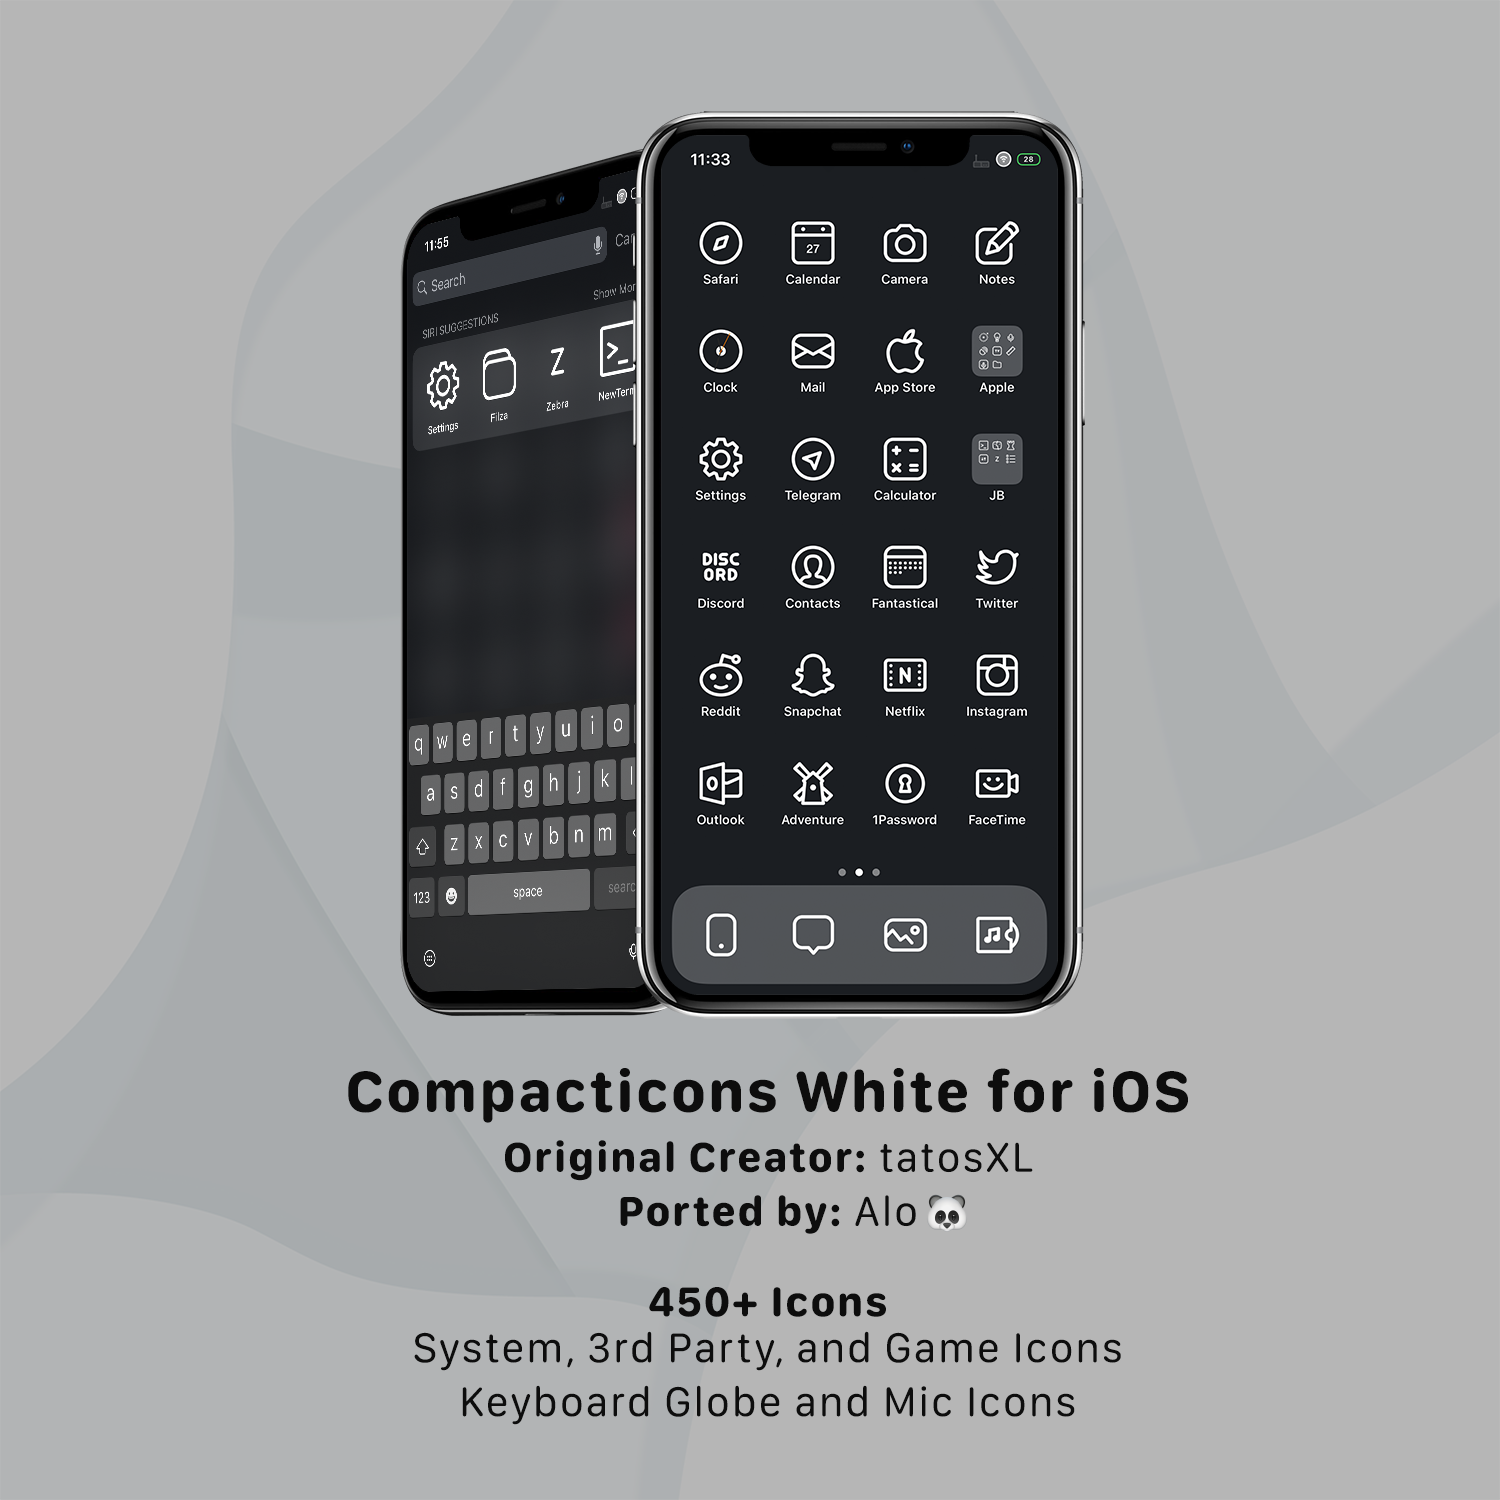 11:55
Search
Can
SIRI SUGGESTIONS
Show Mor
Settings
Filza
Z
Zebra
NewTerm
q w e r t y u i o
a s d f g h j k l
z x c v b n m
123
space
search
11:33
28
Safari
27
Calendar
Camera
Notes
Clock
Mail
App Store
Apple
Settings
Telegram
Calculator
JB
DISC
ORD
Discord
Contacts
Fantastical
Twitter
Reddit
Snapchat
N
Netflix
Instagram
O
Outlook
Adventure
1Password
FaceTime
Compacticons White for iOS
Original Creator: tatosXL
Ported by: Alo 🐼
450+ Icons
System, 3rd Party, and Game Icons
Keyboard Globe and Mic Icons